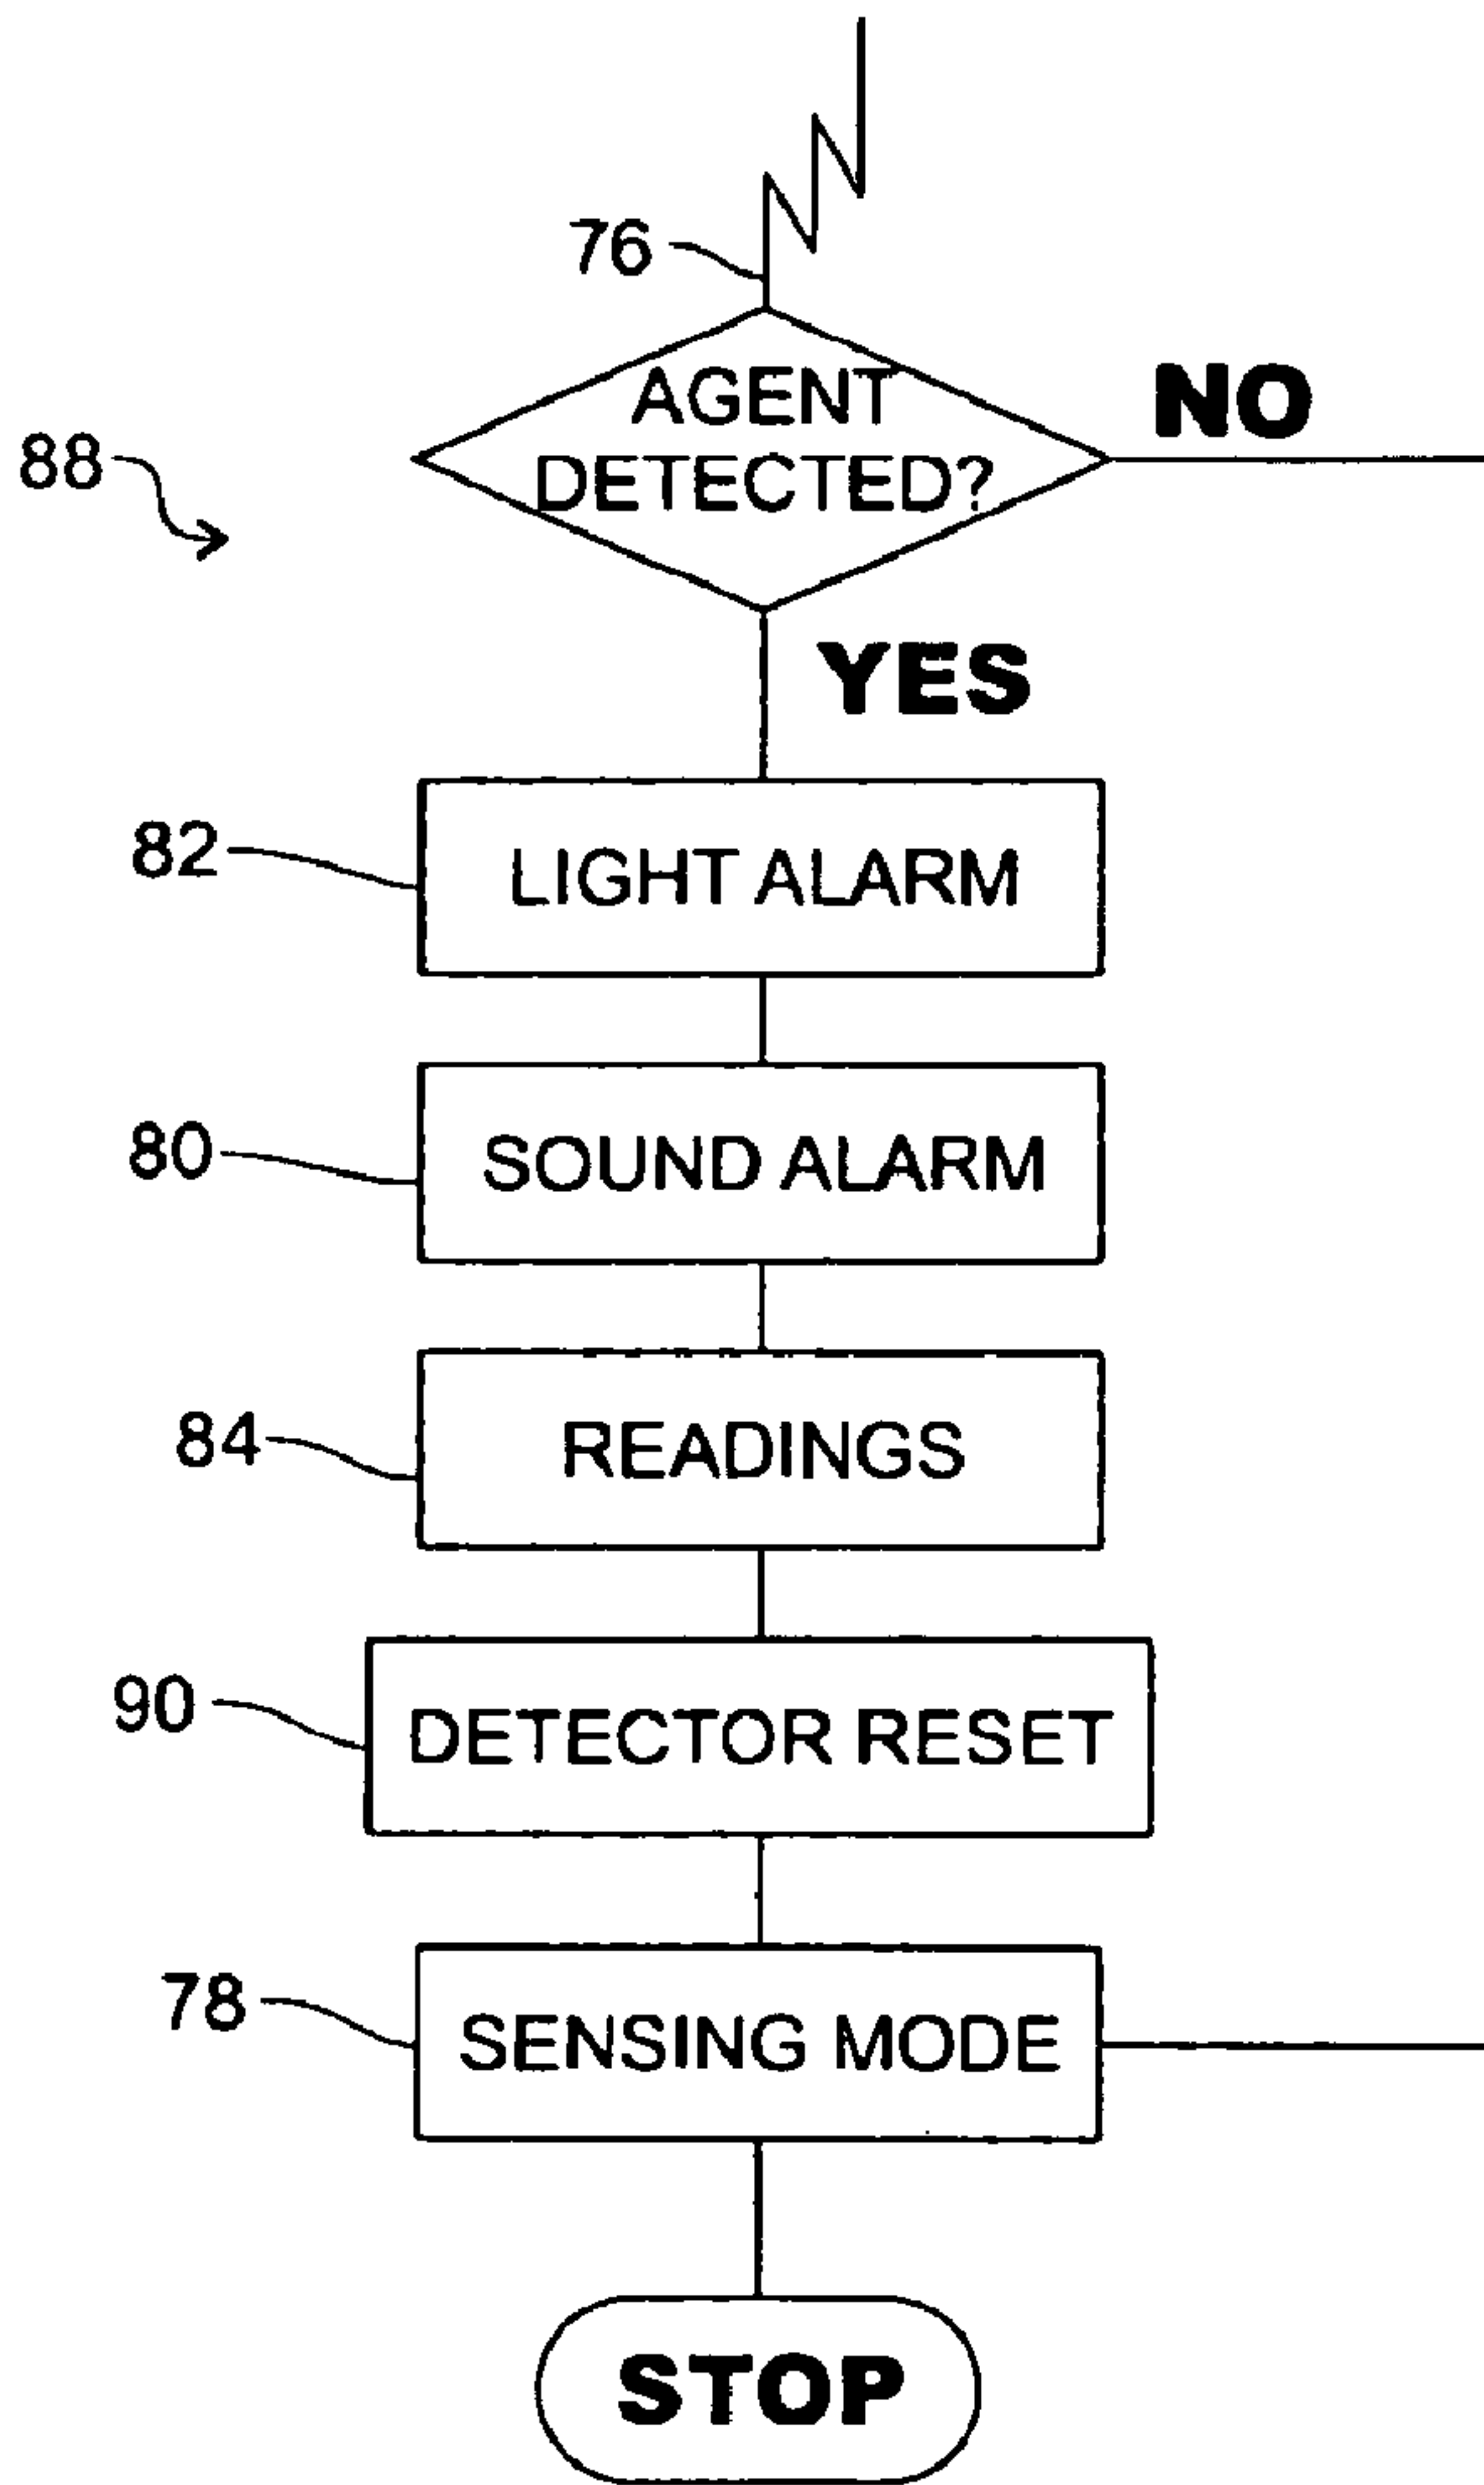 76
AGENT
DETECTED?
NO
88
YES
82
LIGHT ALARM
80
SOUND ALARM
84
READINGS
90
DETECTOR RESET
78
SENSING MODE
STOP